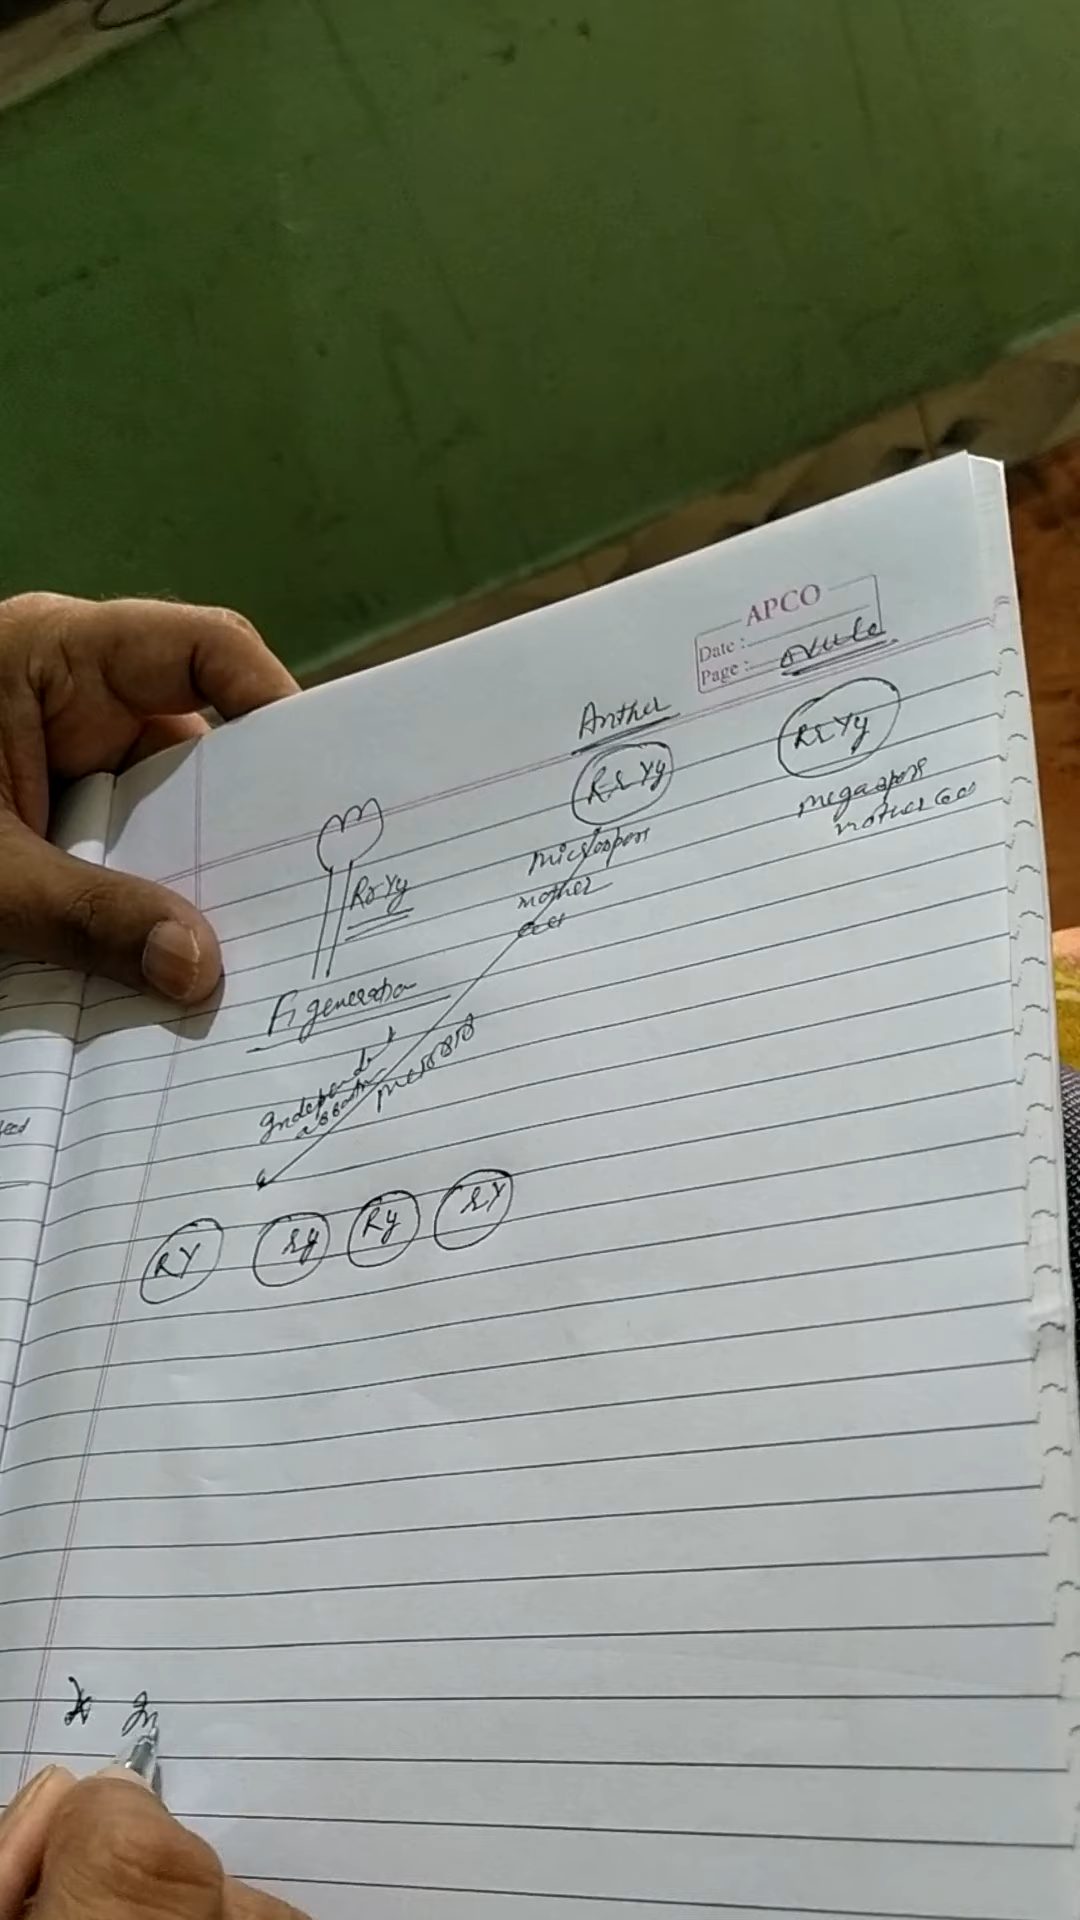 APCO
Date :
Page :
ovule
Anther
RrYy
RrYy
Microspore
mother
cell
megaspore
mother cell
RrYy
F1 generation
Independent
meiosis
RY
ry
Ry
rY
In